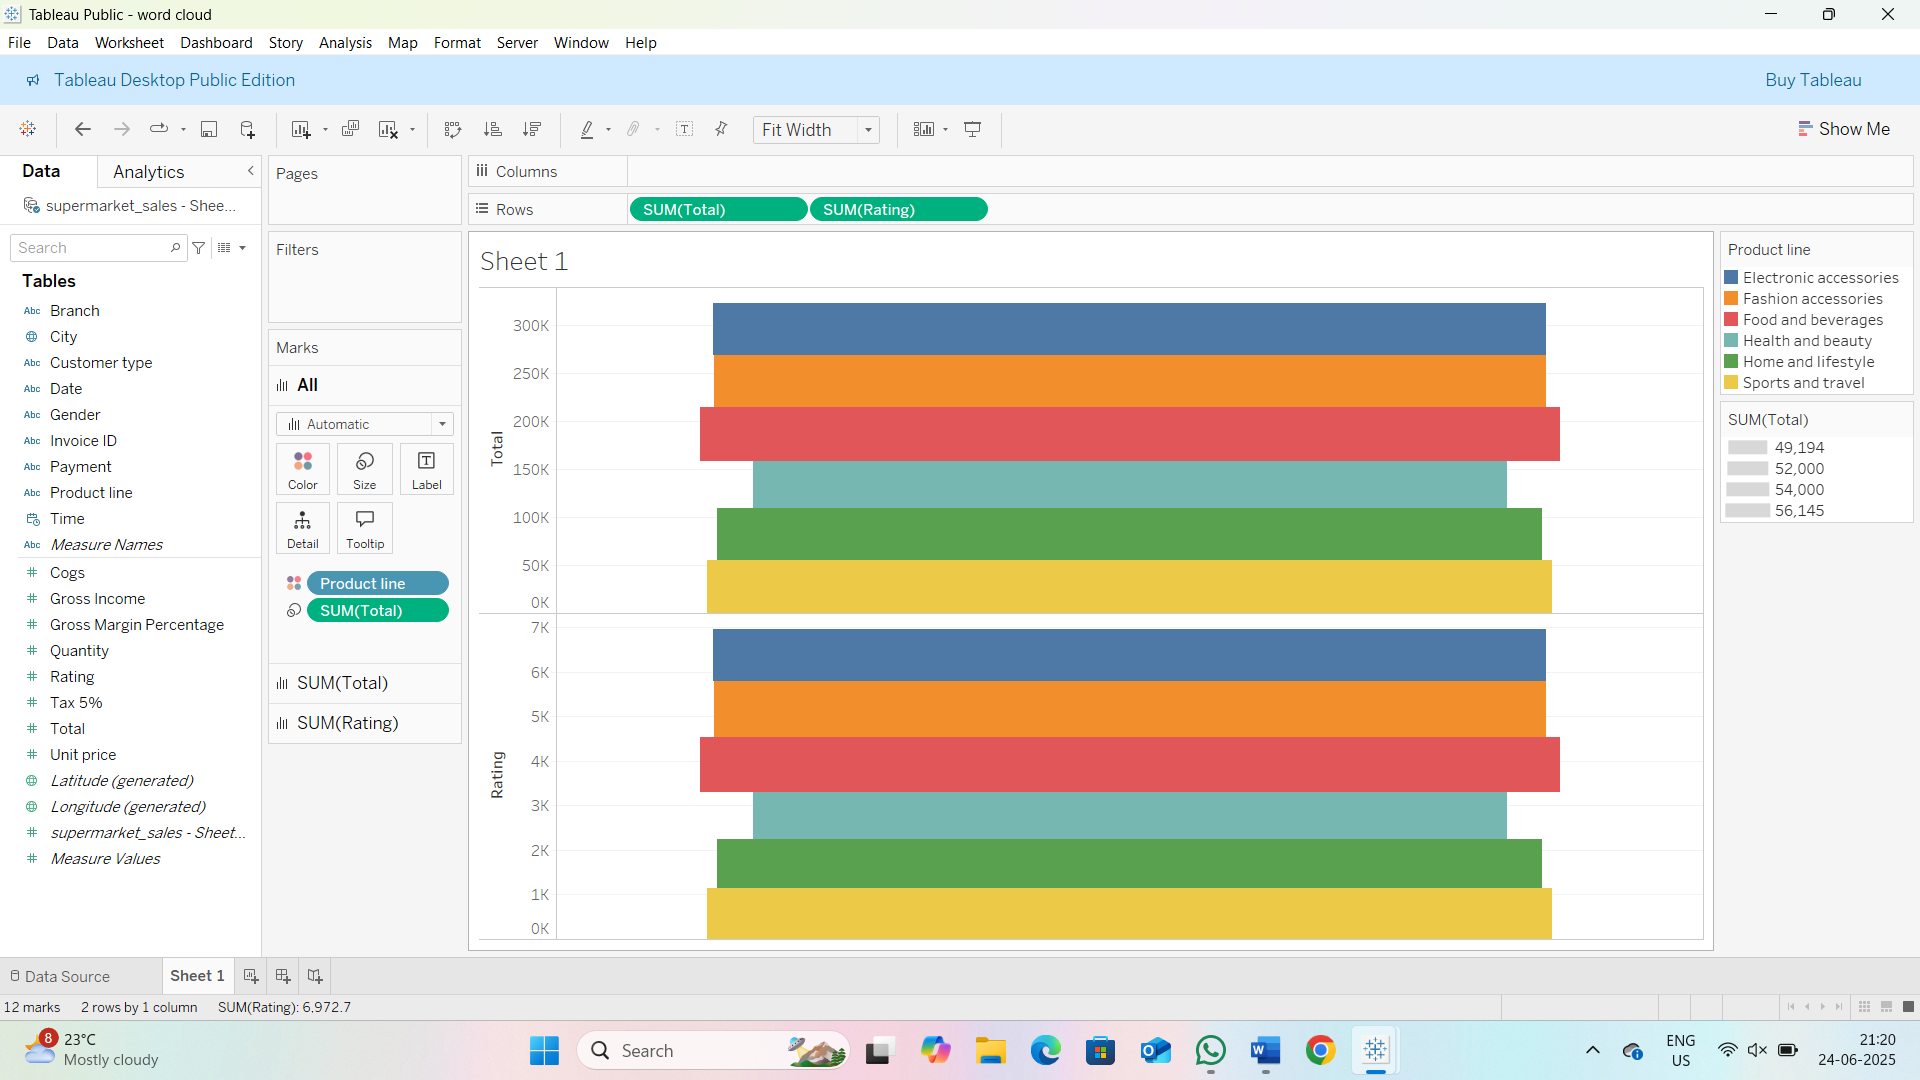 Tableau Public - word cloud
File Data Worksheet Dashboard Story Analysis Map Format Server Window Help
Tableau Desktop Public Edition
Buy Tableau
Fit Width
Show Me
Data
Analytics
supermarket_sales - Shee...
Search
Tables
Abc Branch
City
Abc Customer type
Abc Date
Abc Gender
Abc Invoice ID
Abc Payment
Abc Product line
Time
Abc Measure Names
# Cogs
# Gross Income
# Gross Margin Percentage
# Quantity
# Rating
# Tax 5%
# Total
# Unit price
Latitude (generated)
Longitude (generated)
# supermarket_sales - Sheet...
# Measure Values
Pages
Filters
Marks
All
Automatic
Color
Size
Label
Detail
Tooltip
Product line
SUM(Total)
SUM(Total)
SUM(Rating)
Columns
Rows
SUM(Total)
SUM(Rating)
Sheet 1
Total
300K
250K
200K
150K
100K
50K
0K
Rating
7K
6K
5K
4K
3K
2K
1K
0K
Product line
Electronic accessories
Fashion accessories
Food and beverages
Health and beauty
Home and lifestyle
Sports and travel
SUM(Total)
49,194
52,000
54,000
56,145
Data Source
Sheet 1
12 marks
2 rows by 1 column
SUM(Rating): 6,972.7
8
23°C
Mostly cloudy
Search
ENG
US
21:20
24-06-2025